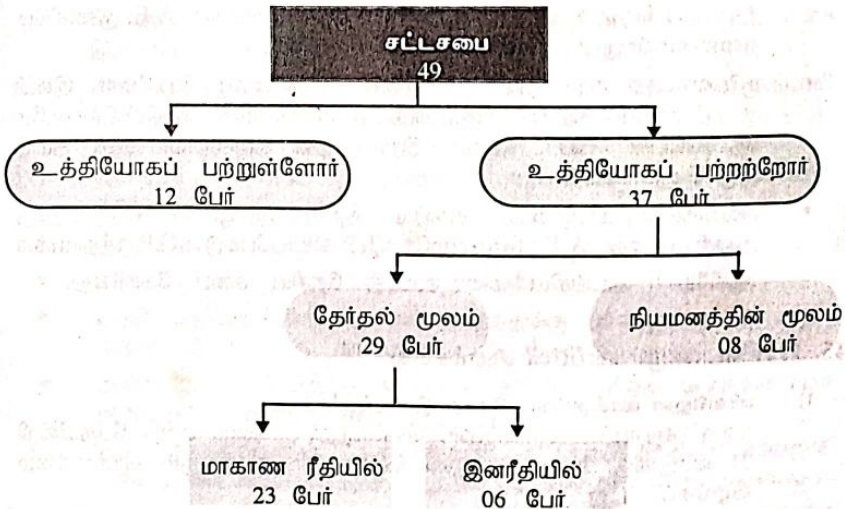 சட்டசபை
49
உத்தியோகப் பற்றுள்ளோர்
12 பேர்
உத்தியோகப் பற்றற்றோர்
37 பேர்
தேர்தல் மூலம்
29 பேர்
நியமனத்தின் மூலம்
08 பேர்
மாகாண ரீதியில்
23 பேர்
இனரீதியில்
06 பேர்